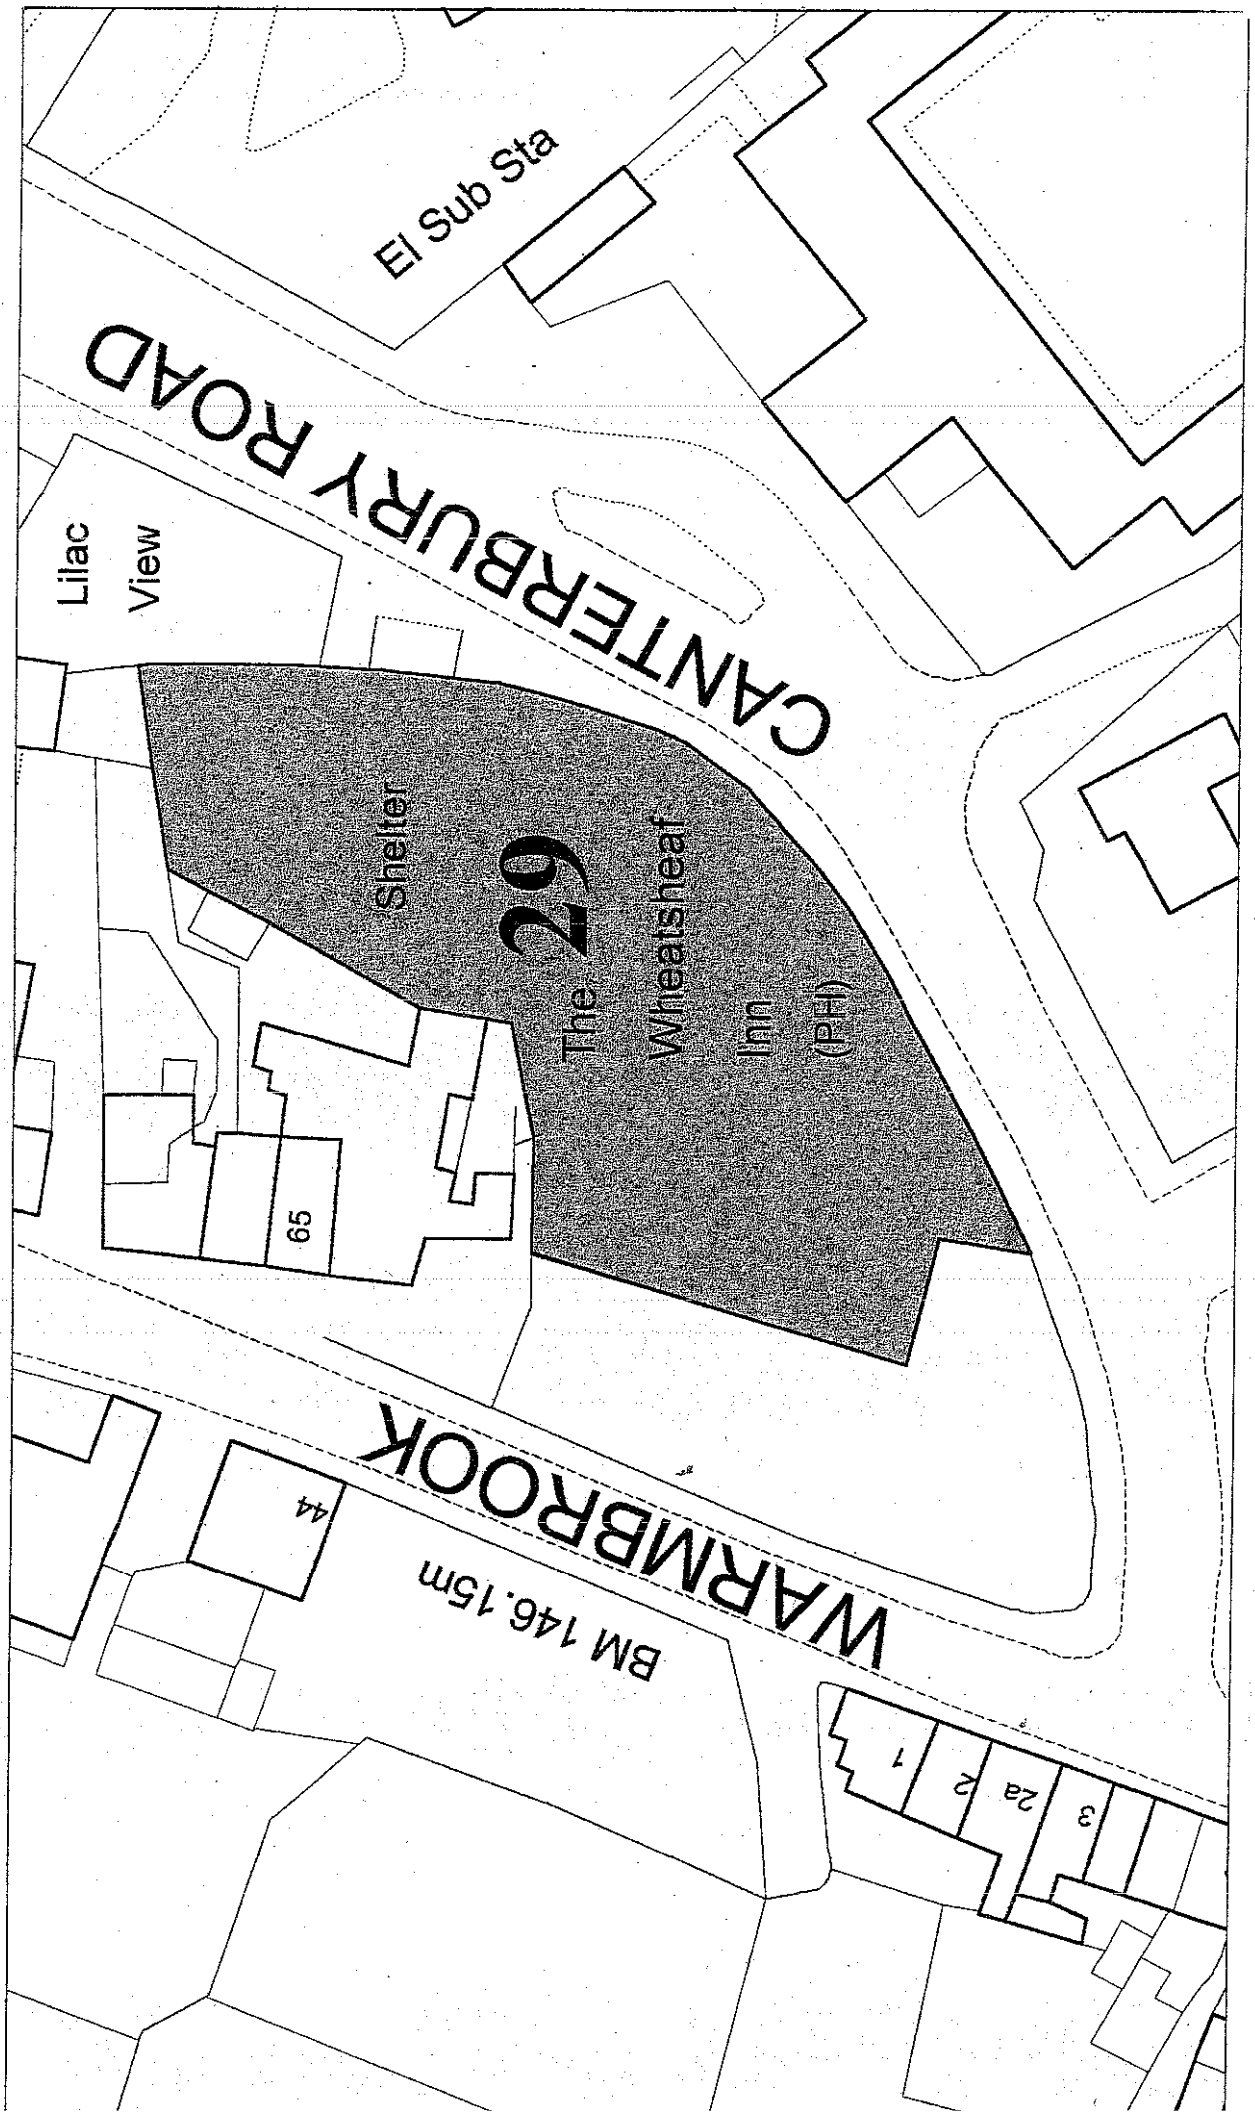 El Sub Sta
CANTERBURY ROAD
Lilac
View
Shelter
29
The
Wheatsheaf
Inn
(PH)
65
WARMBROOK
44
BM 146.15m
1
2
2a
3